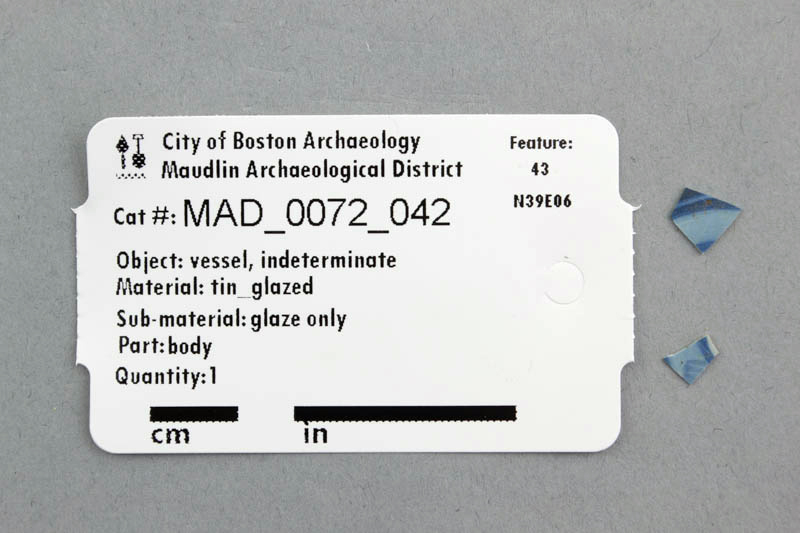 City of Boston Archaeology
Maudlin Archaeological District
Feature:
43
N39E06
Cat #: MAD_0072_042
Object: vessel, indeterminate
Material: tin_glazed
Sub-material: glaze only
Part: body
Quantity: 1
cm
in